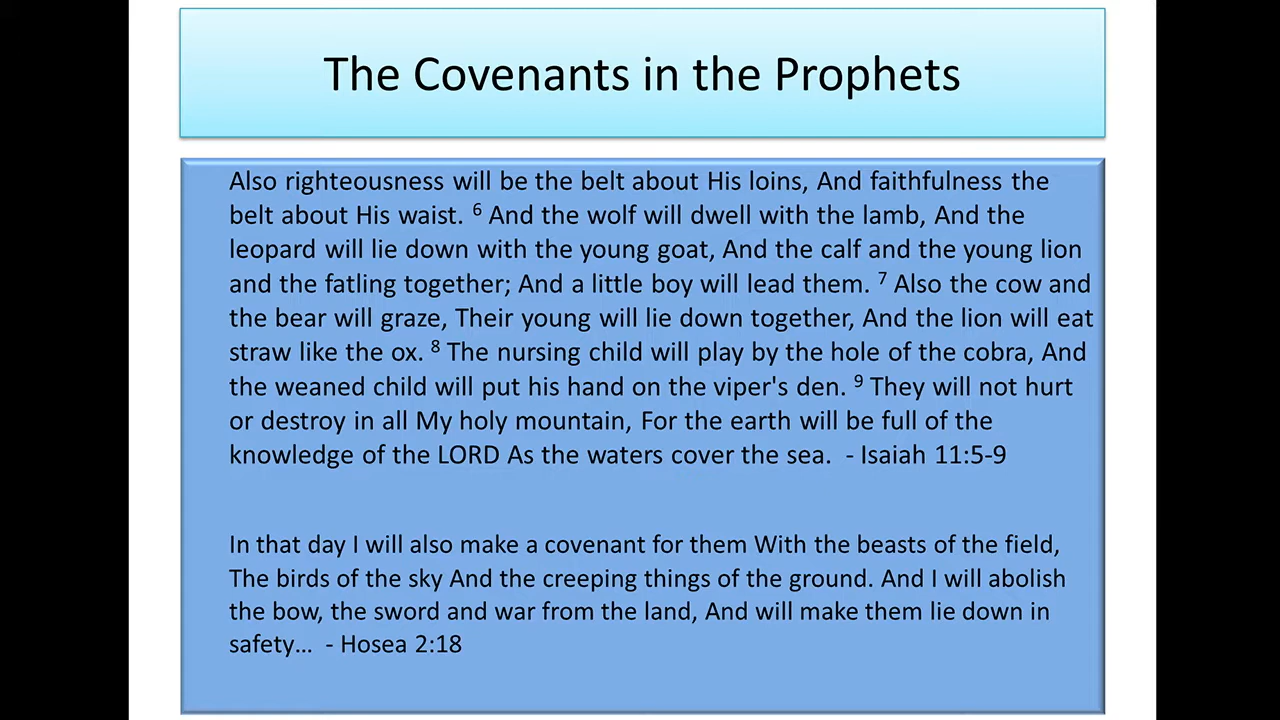 The Covenants in the Prophets
Also righteousness will be the belt about His loins, And faithfulness the
belt about His waist. 6 And the wolf will dwell with the lamb, And the
leopard will lie down with the young goat, And the calf and the young lion
and the fatling together; And a little boy will lead them. 7 Also the cow and
the bear will graze, Their young will lie down together, And the lion will eat
straw like the ox. 8 The nursing child will play by the hole of the cobra, And
the weaned child will put his hand on the viper's den. 9 They will not hurt
or destroy in all My holy mountain, For the earth will be full of the
knowledge of the LORD As the waters cover the sea.  - Isaiah 11:5-9
In that day I will also make a covenant for them With the beasts of the field,
The birds of the sky And the creeping things of the ground. And I will abolish
the bow, the sword and war from the land, And will make them lie down in
safety…  - Hosea 2:18